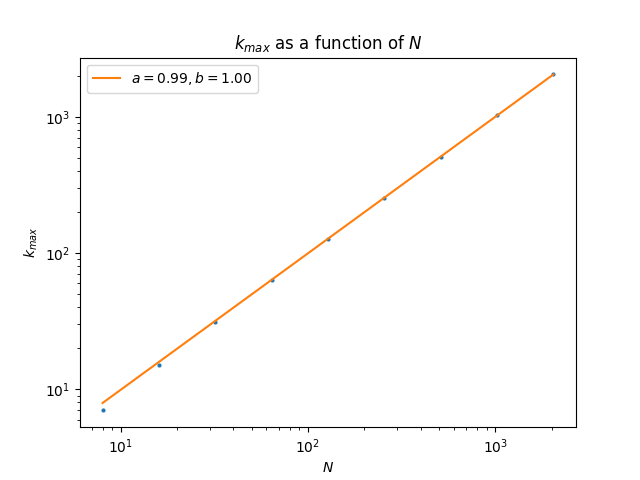 k_max as a function of N
a = 0.99, b = 1.00
k_max
10^3
10^2
10^1
10^1
10^2
10^3
N